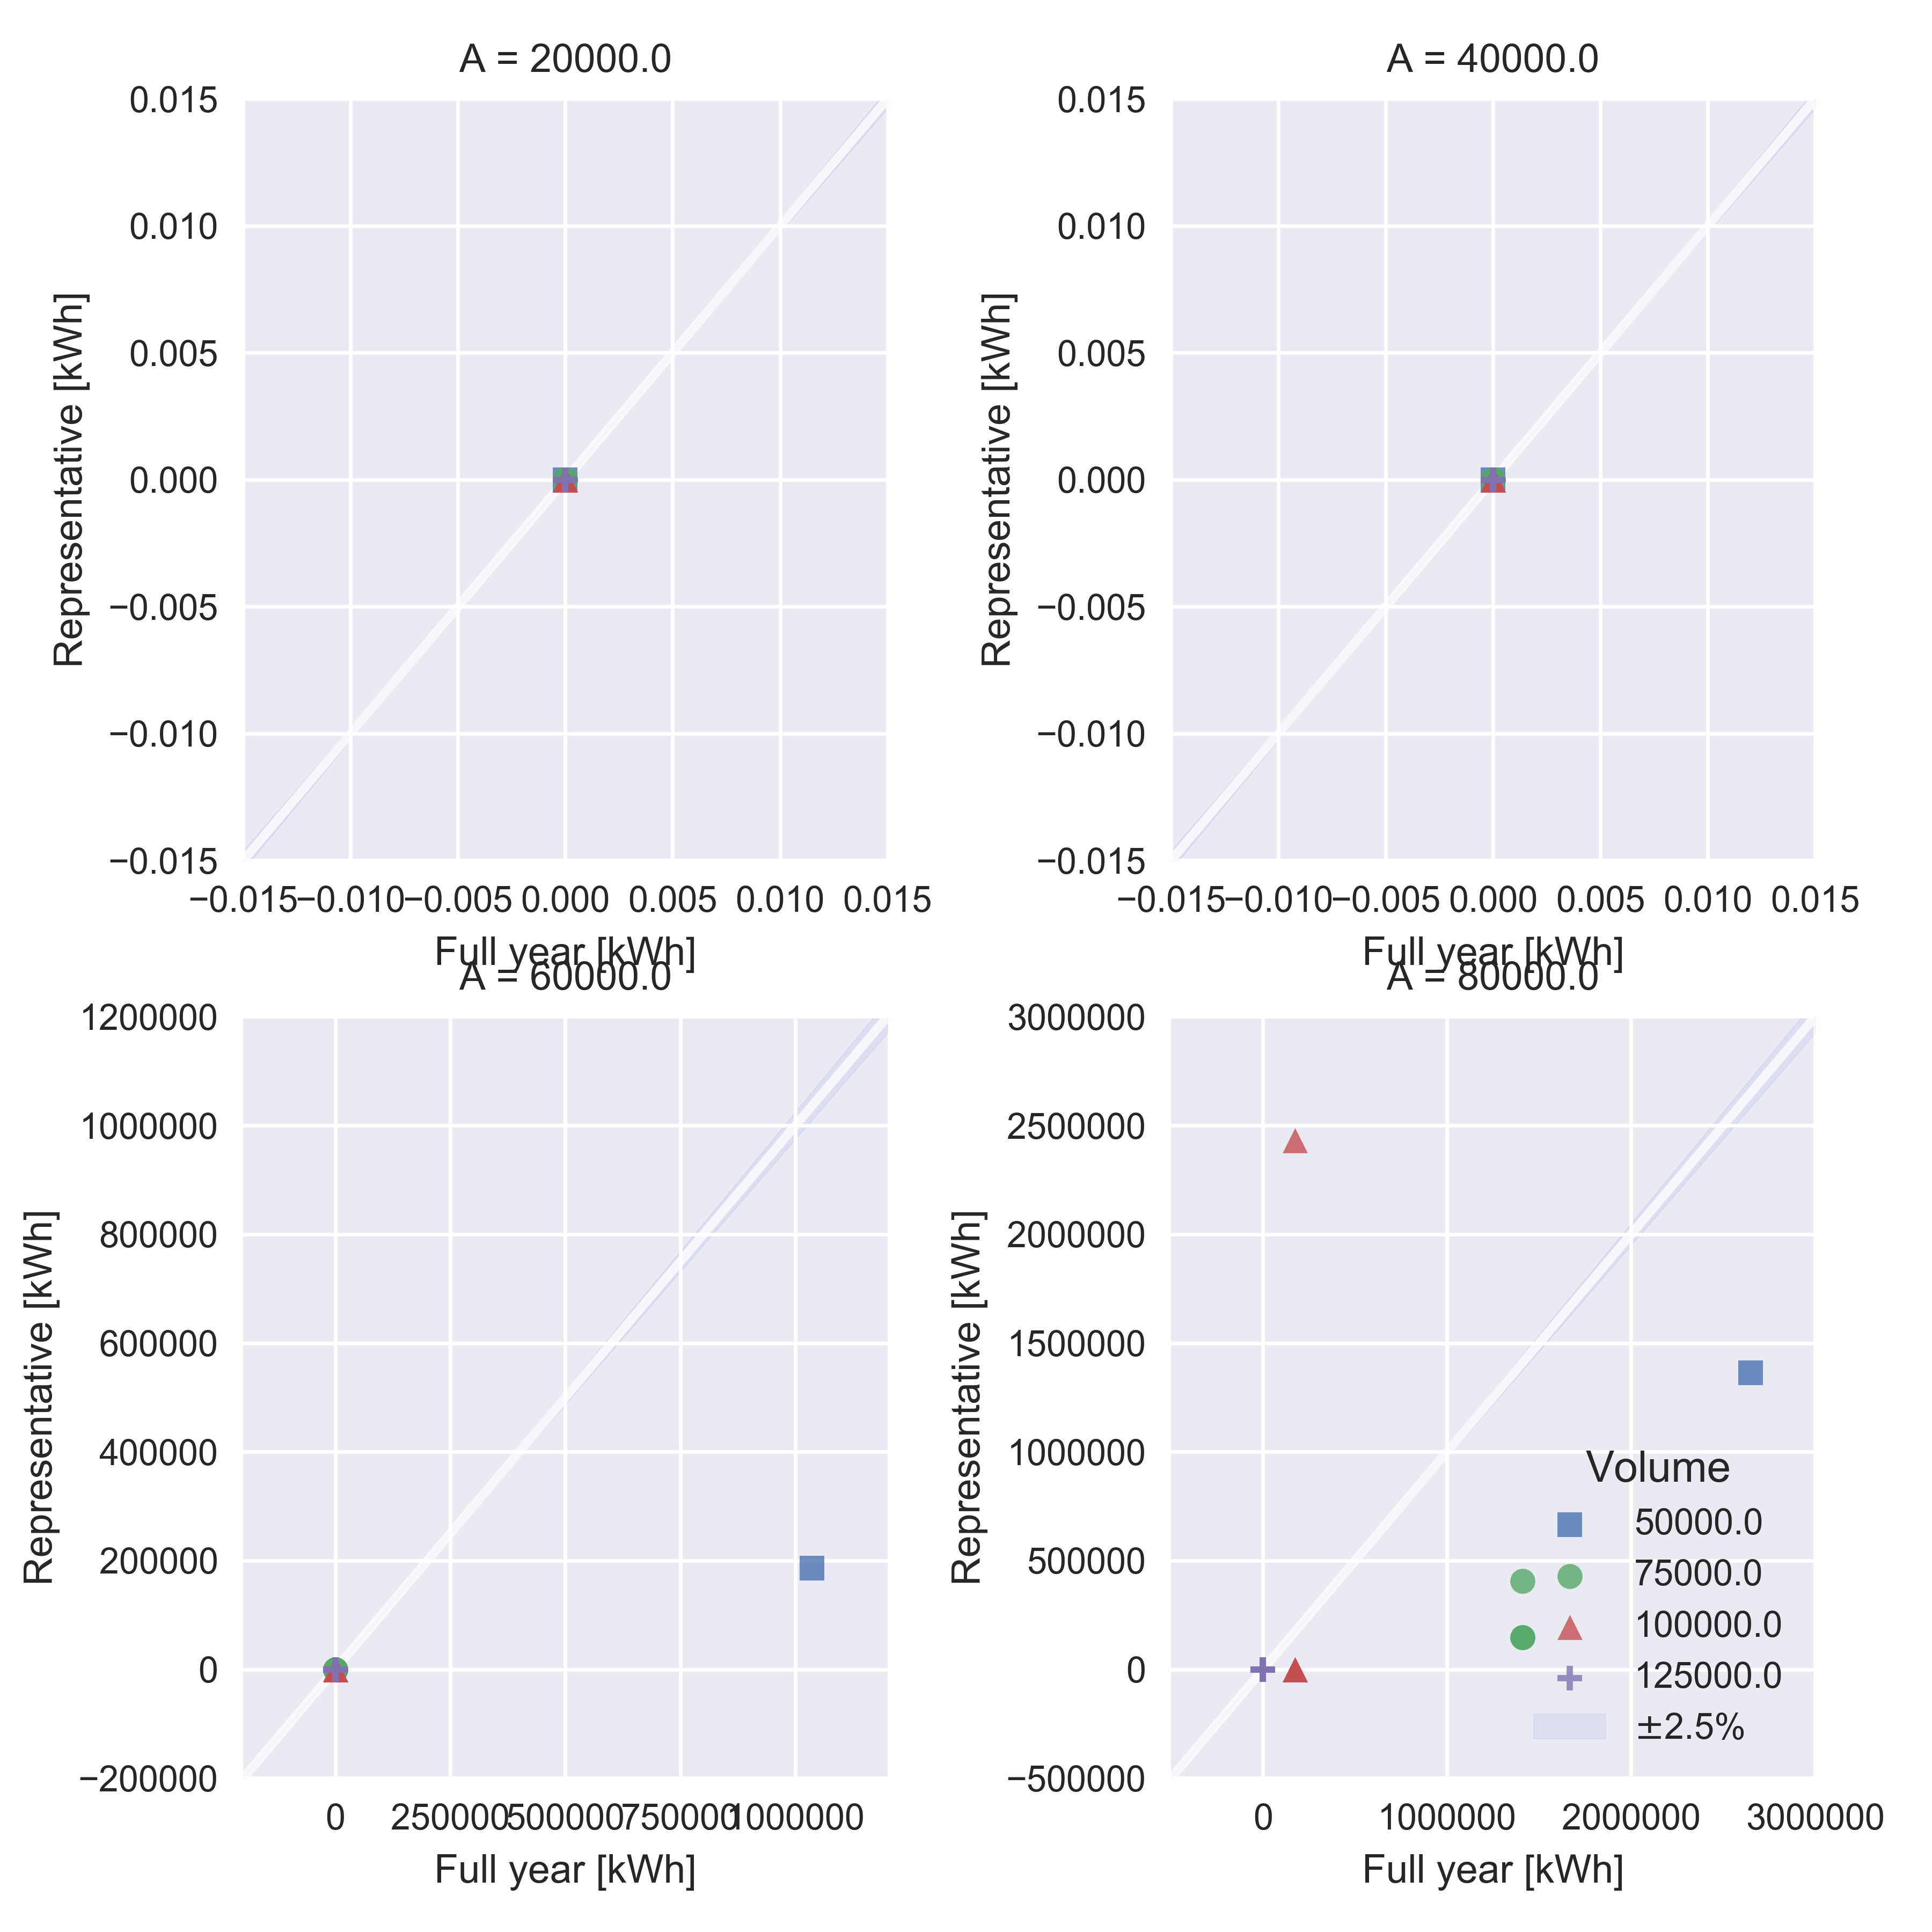 A = 20000.0
0.015
0.010
0.005
0.000
−0.005
−0.010
−0.015
Representative [kWh]
−0.015 −0.010 −0.005 0.000 0.005 0.010 0.015
Full year [kWh]
A = 40000.0
0.015
0.010
0.005
0.000
−0.005
−0.010
−0.015
Representative [kWh]
−0.015 −0.010 −0.005 0.000 0.005 0.010 0.015
Full year [kWh]
A = 60000.0
1200000
1000000
800000
600000
400000
200000
0
−200000
Representative [kWh]
0 250000 500000 750000 1000000
Full year [kWh]
A = 80000.0
3000000
2500000
2000000
1500000
1000000
500000
0
−500000
Representative [kWh]
Volume
50000.0
75000.0
100000.0
125000.0
±2.5%
0 1000000 2000000 3000000
Full year [kWh]